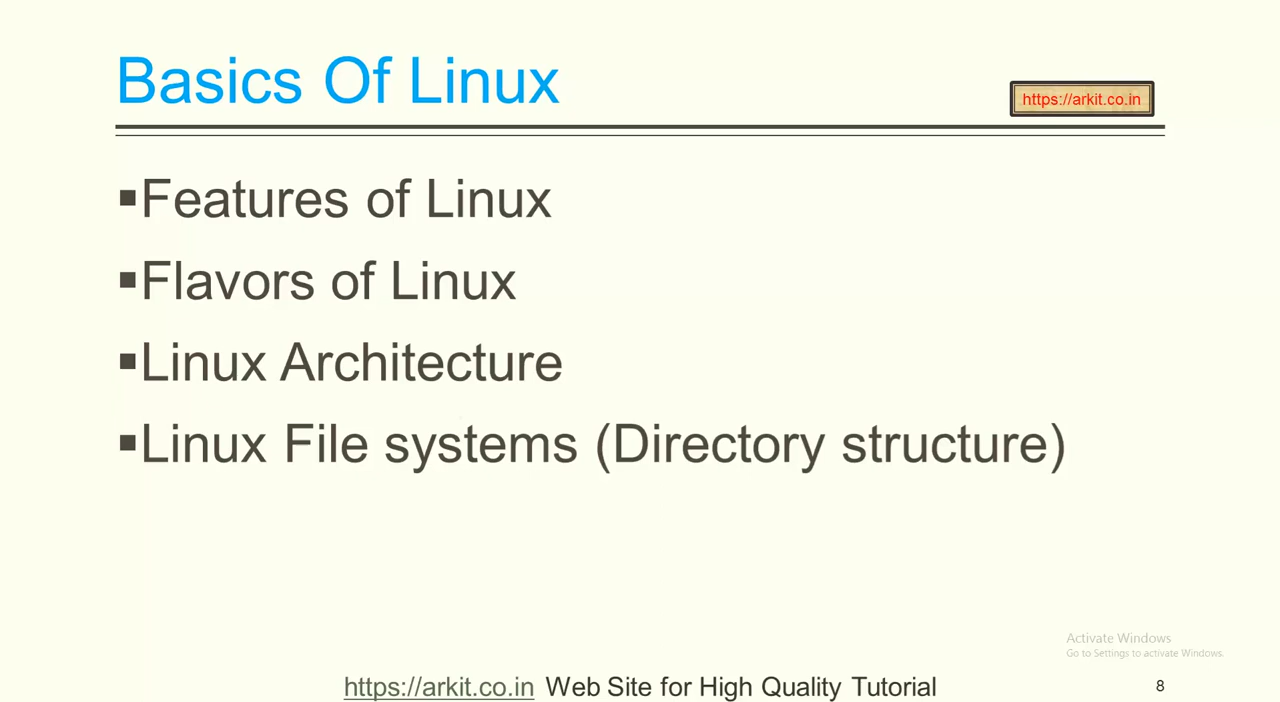 Basics Of Linux
https://arkit.co.in
▪Features of Linux
▪Flavors of Linux
▪Linux Architecture
▪Linux File systems (Directory structure)
Activate Windows
Go to Settings to activate Windows.
https://arkit.co.in Web Site for High Quality Tutorial
8